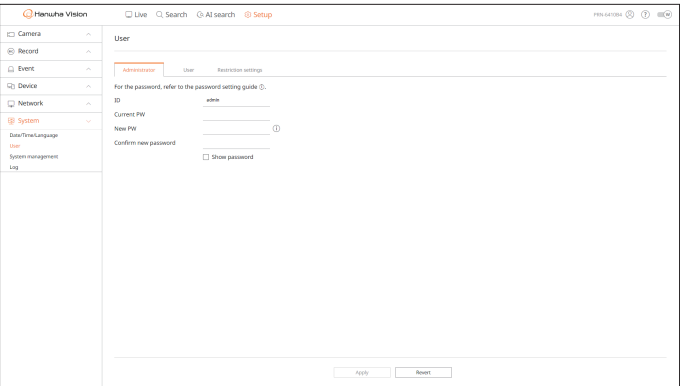 Hanwha Vision
Live Search AI search Setup
Camera
Record
Event
Device
Network
System
Date/Time/Language
User
System management
Log
User
Administrator User Restriction settings
For the password, refer to the password setting guide ⓘ.
ID admin
Current PW
New PW
Confirm new password
Show password
Apply Revert